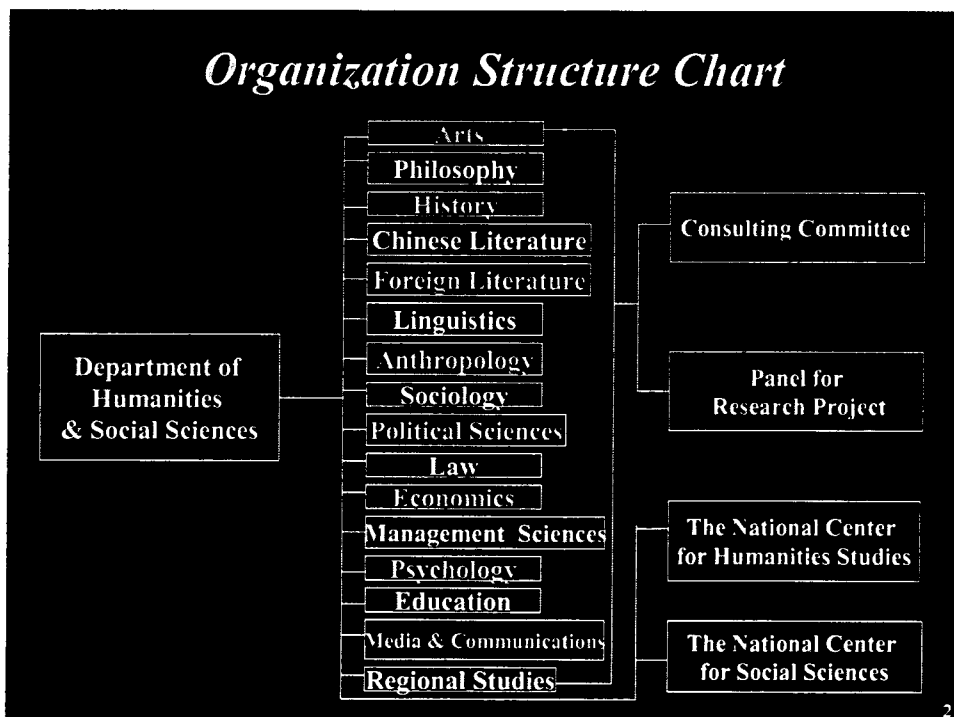 Organization Structure Chart
Department of
Humanities
& Social Sciences
Arts
Philosophy
History
Chinese Literature
Foreign Literature
Linguistics
Anthropology
Sociology
Political Sciences
Law
Economics
Management Sciences
Psychology
Education
Media & Communications
Regional Studies
Consulting Committee
Panel for
Research Project
The National Center
for Humanities Studies
The National Center
for Social Sciences
2